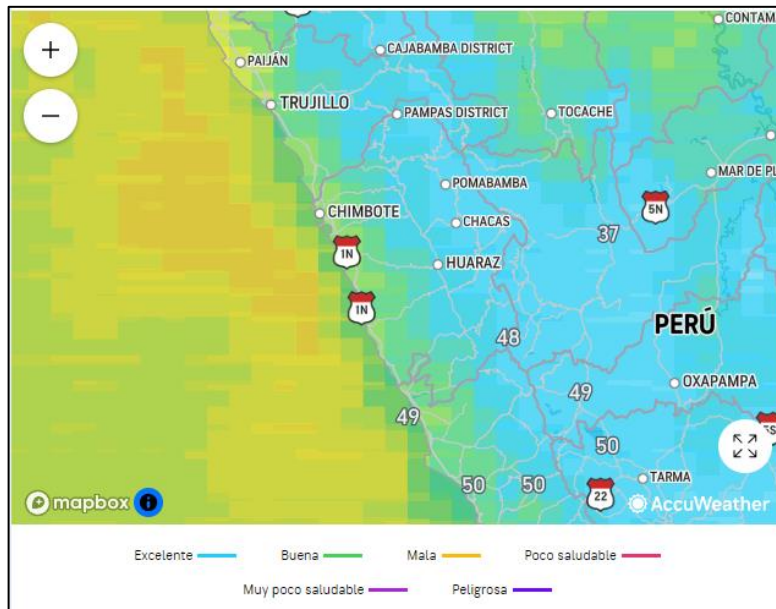 CONTAM
+
PAIJÁN
CAJABAMBA DISTRICT
−
TRUJILLO
PAMPAS DISTRICT
TOCACHE
POMABAMBA
MAR DE PL
5N
CHIMBOTE
CHACAS
37
1N
HUARAZ
1N
PERÚ
48
49
OXAPAMPA
49
50
5S
50
50
22
TARMA
mapbox
i
AccuWeather
Excelente
Buena
Mala
Poco saludable
Muy poco saludable
Peligrosa